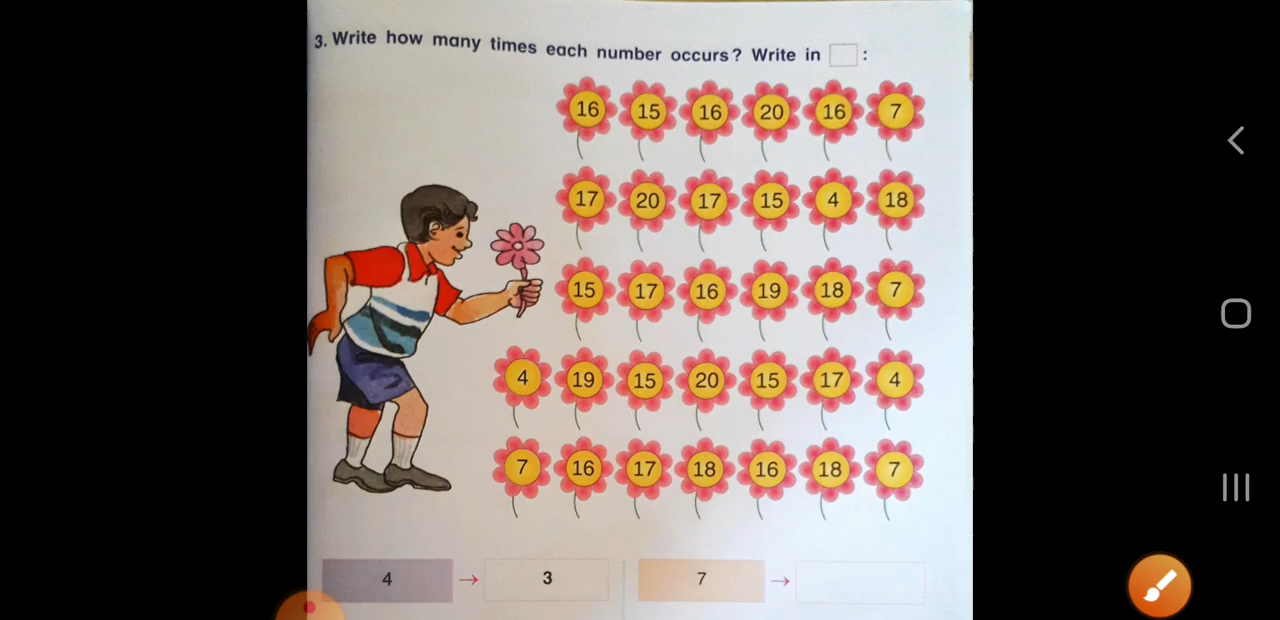 3. Write how many times each number occurs? Write in □ :
16 15 16 20 16 7
17 20 17 15 4 18
15 17 16 19 18 7
4 19 15 20 15 17 4
7 16 17 18 16 18 7
4 → 3 7 →